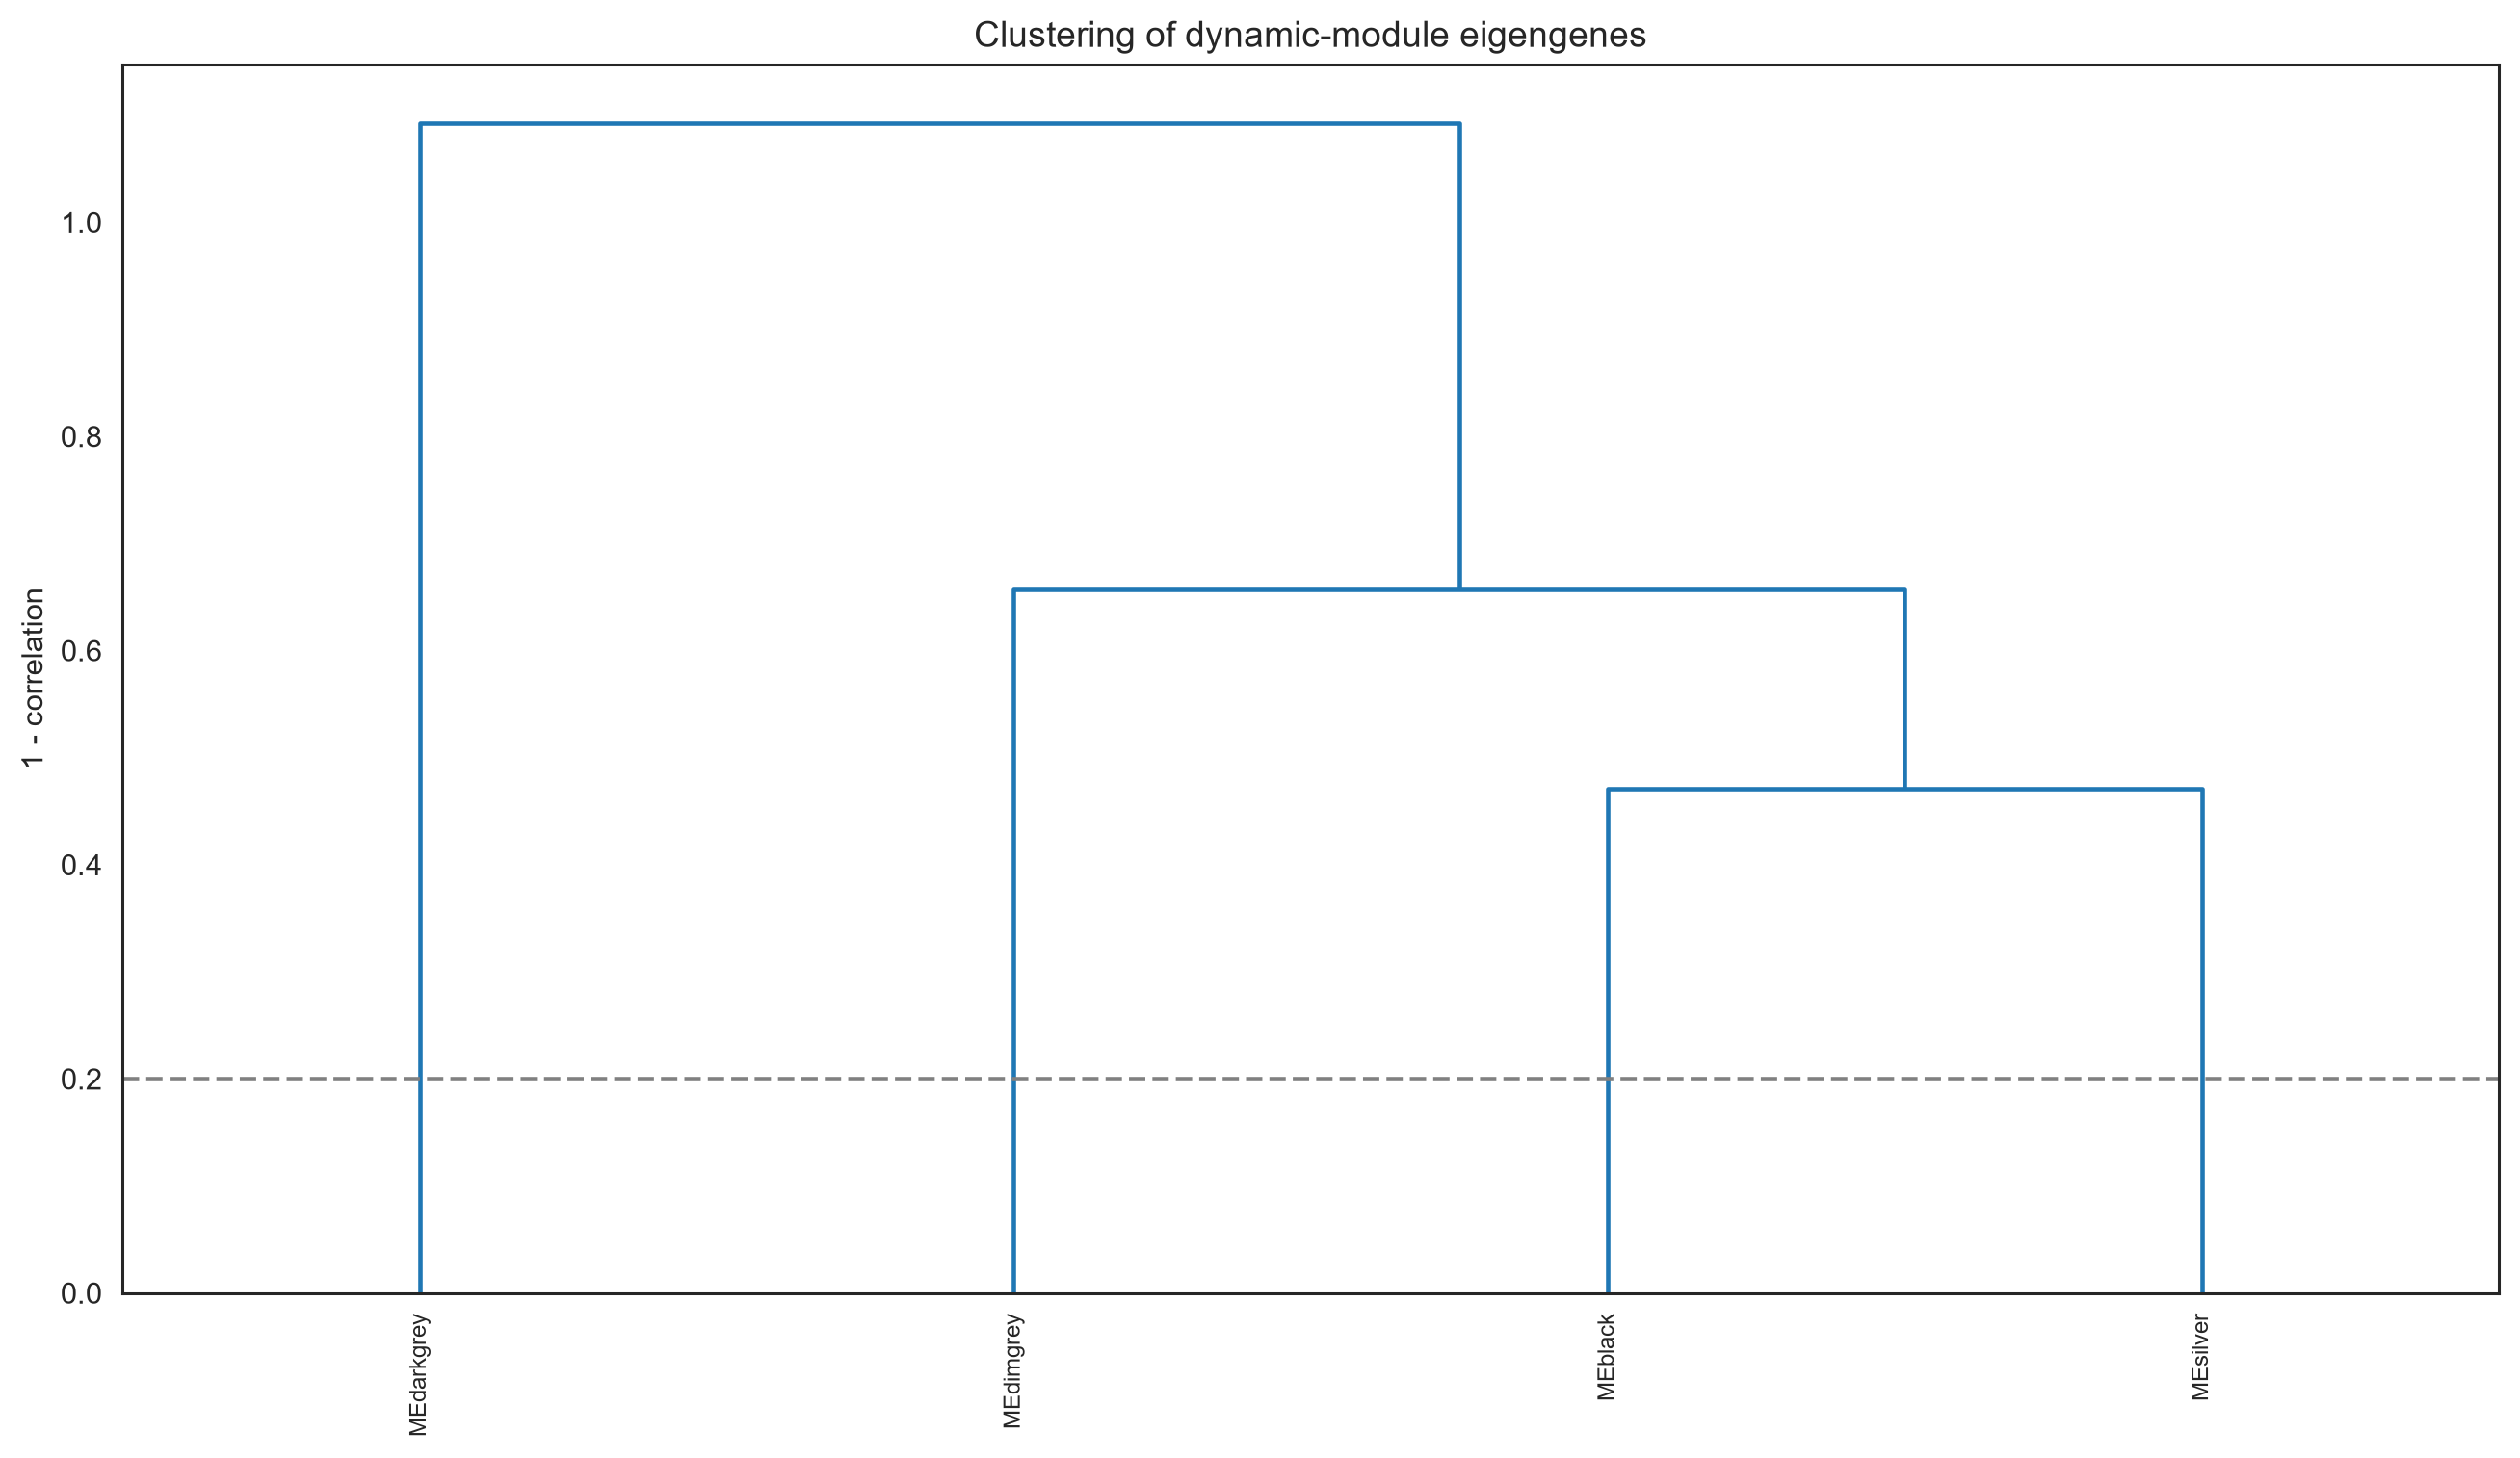 Clustering of dynamic-module eigengenes
1 - correlation
1.0
0.8
0.6
0.4
0.2
0.0
MEdarkgrey
MEdimgrey
MEblack
MEsilver